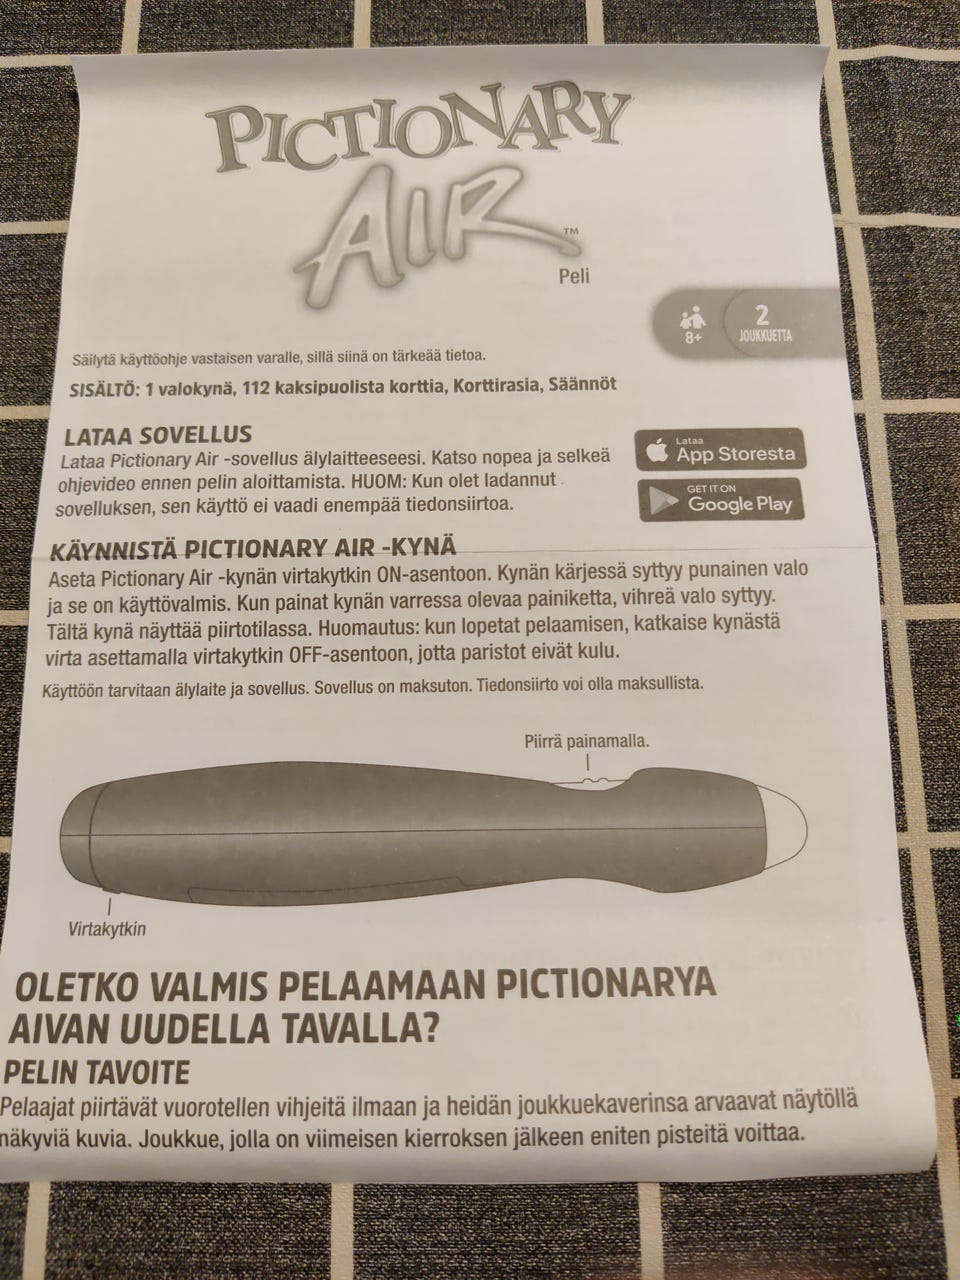 PICTIONARY
AIR™
Peli
8+
2
JOUKKUETTA
Säilytä käyttöohje vastaisen varalle, sillä siinä on tärkeää tietoa.
SISÄLTÖ: 1 valokynä, 112 kaksipuolista korttia, Korttirasia, Säännöt
LATAA SOVELLUS
Lataa Pictionary Air -sovellus älylaitteeseesi. Katso nopea ja selkeä
ohjevideo ennen pelin aloittamista. HUOM: Kun olet ladannut
sovelluksen, sen käyttö ei vaadi enempää tiedonsiirtoa.
Lataa
App Storesta
GET IT ON
Google Play
KÄYNNISTÄ PICTIONARY AIR -KYNÄ
Aseta Pictionary Air -kynän virtakytkin ON-asentoon. Kynän kärjessä syttyy punainen valo
ja se on käyttövalmis. Kun painat kynän varressa olevaa painiketta, vihreä valo syttyy.
Tältä kynä näyttää piirtotilassa. Huomautus: kun lopetat pelaamisen, katkaise kynästä
virta asettamalla virtakytkin OFF-asentoon, jotta paristot eivät kulu.
Käyttöön tarvitaan älylaite ja sovellus. Sovellus on maksuton. Tiedonsiirto voi olla maksullista.
Piirrä painamalla.
Virtakytkin
OLETKO VALMIS PELAAMAAN PICTIONARYA
AIVAN UUDELLA TAVALLA?
PELIN TAVOITE
Pelaajat piirtävät vuorotellen vihjeitä ilmaan ja heidän joukkuekaverinsa arvaavat näytöllä
näkyviä kuvia. Joukkue, jolla on viimeisen kierroksen jälkeen eniten pisteitä voittaa.